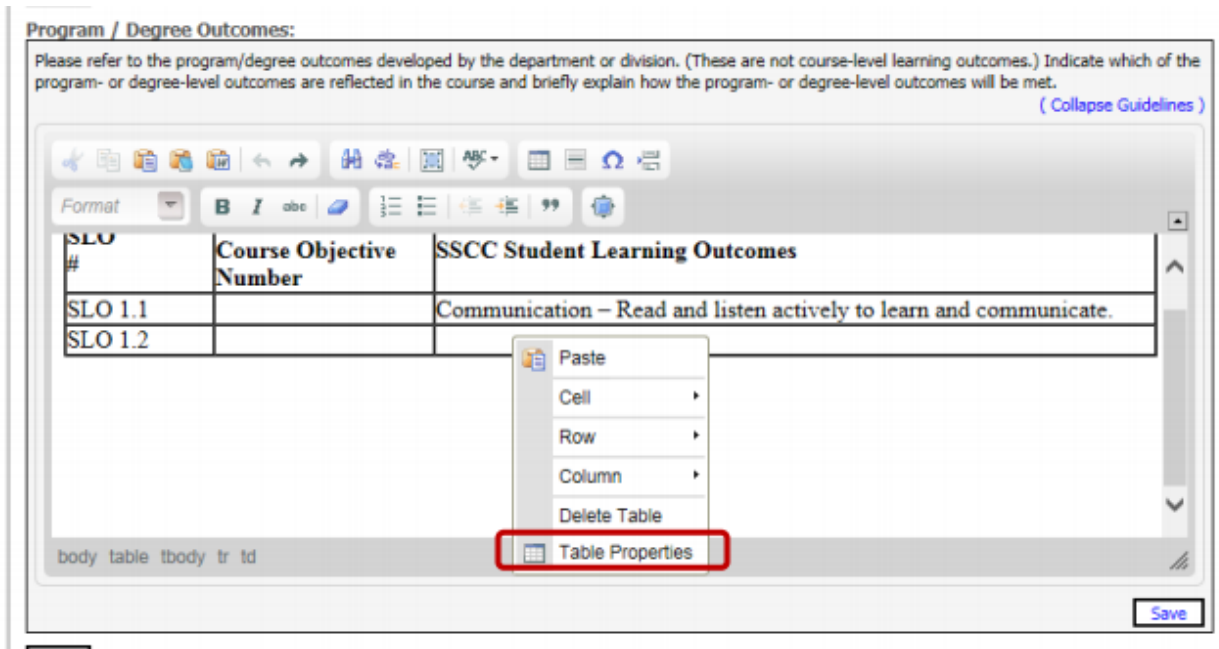 Program / Degree Outcomes:
Please refer to the program/degree outcomes developed by the department or division. (These are not course-level learning outcomes.) Indicate which of the
program- or degree-level outcomes are reflected in the course and briefly explain how the program- or degree-level outcomes will be met.
( Collapse Guidelines )
ABC
Format B I abc
SLO
#
Course Objective
Number
SSCC Student Learning Outcomes
SLO 1.1 Communication – Read and listen actively to learn and communicate.
SLO 1.2
Paste
Cell
Row
Column
Delete Table
Table Properties
body table tbody tr td
Save